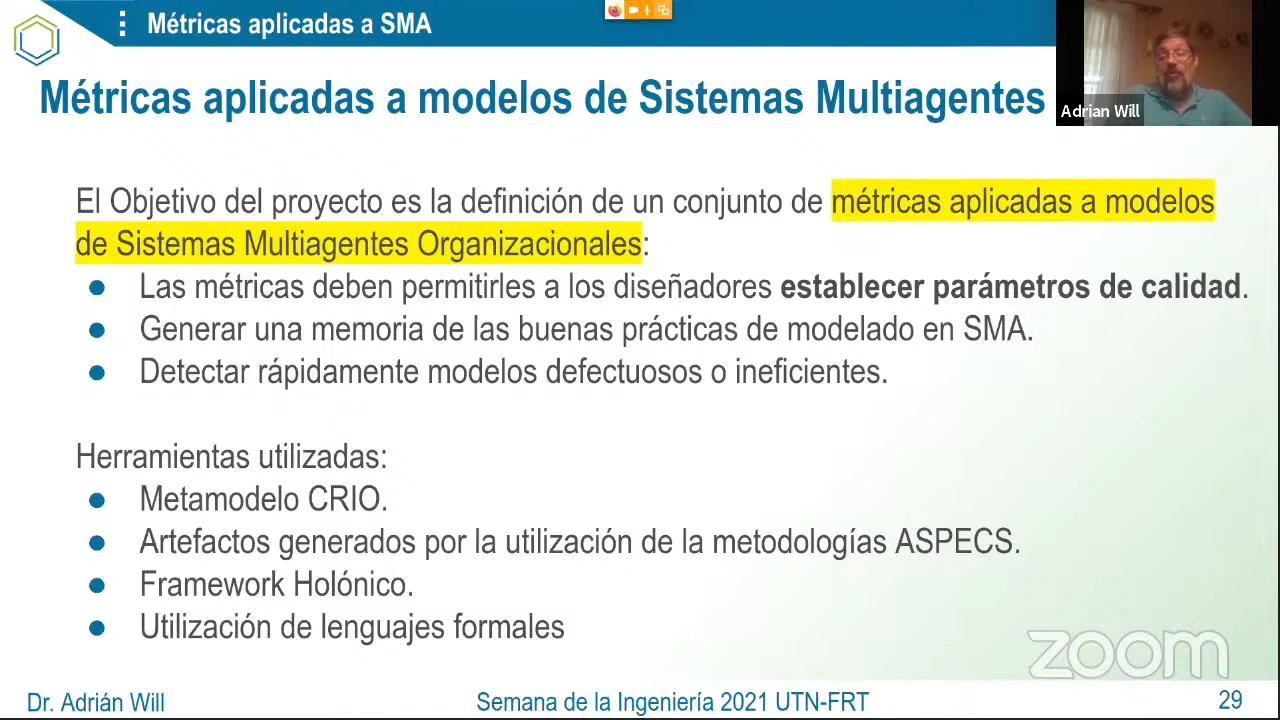 Métricas aplicadas a SMA
Métricas aplicadas a modelos de Sistemas Multiagentes
Adrian Will
El Objetivo del proyecto es la definición de un conjunto de métricas aplicadas a modelos
de Sistemas Multiagentes Organizacionales:
● Las métricas deben permitirles a los diseñadores establecer parámetros de calidad.
● Generar una memoria de las buenas prácticas de modelado en SMA.
● Detectar rápidamente modelos defectuosos o ineficientes.
Herramientas utilizadas:
● Metamodelo CRIO.
● Artefactos generados por la utilización de la metodologías ASPECS.
● Framework Holónico.
● Utilización de lenguajes formales
zoom
Dr. Adrián Will
Semana de la Ingeniería 2021 UTN-FRT
29